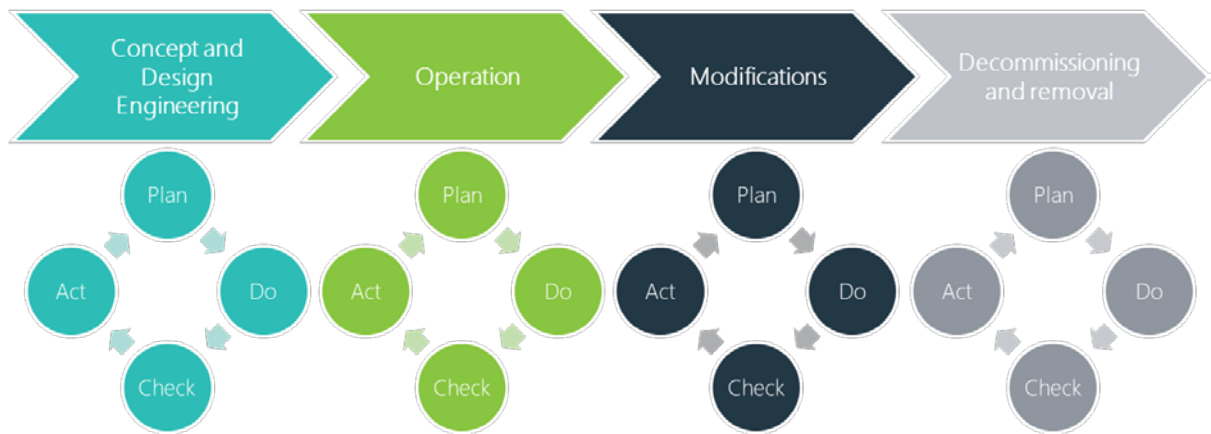 Concept and
Design
Engineering
Operation
Modifications
Decommissioning
and removal
Plan
Act
Do
Check
Plan
Act
Do
Check
Plan
Act
Do
Check
Plan
Act
Do
Check